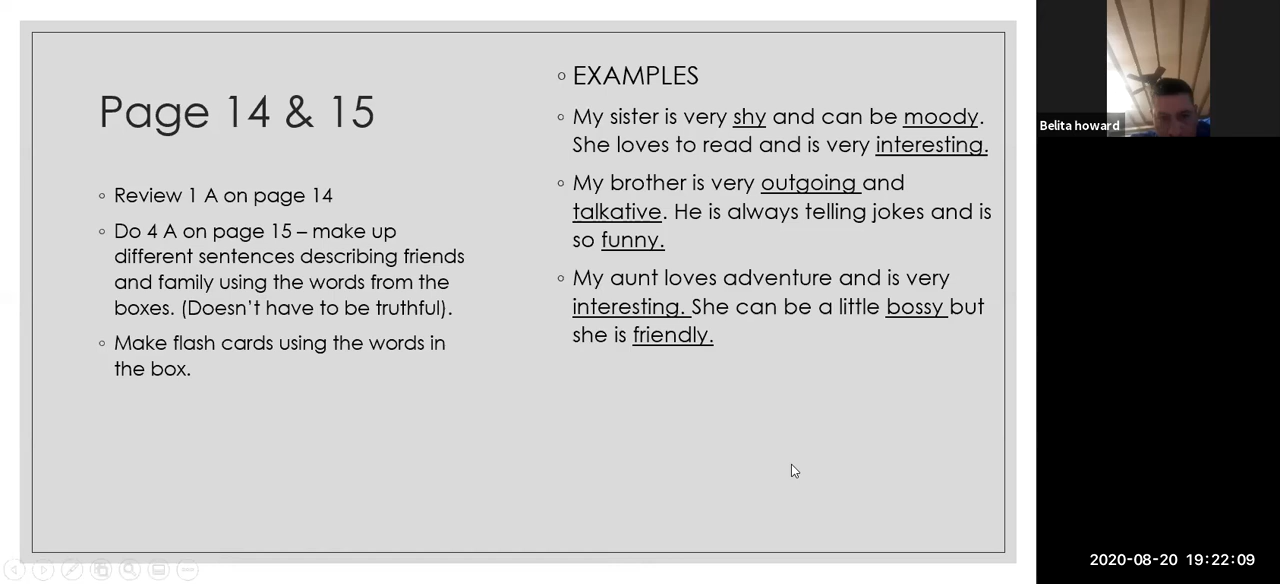 Page 14 & 15
Review 1 A on page 14
Do 4 A on page 15 – make up
different sentences describing friends
and family using the words from the
boxes. (Doesn’t have to be truthful).
Make flash cards using the words in
the box.
EXAMPLES
My sister is very shy and can be moody.
She loves to read and is very interesting.
My brother is very outgoing and
talkative. He is always telling jokes and is
so funny.
My aunt loves adventure and is very
interesting. She can be a little bossy but
she is friendly.
Belita howard
2020-08-20 19:22:09